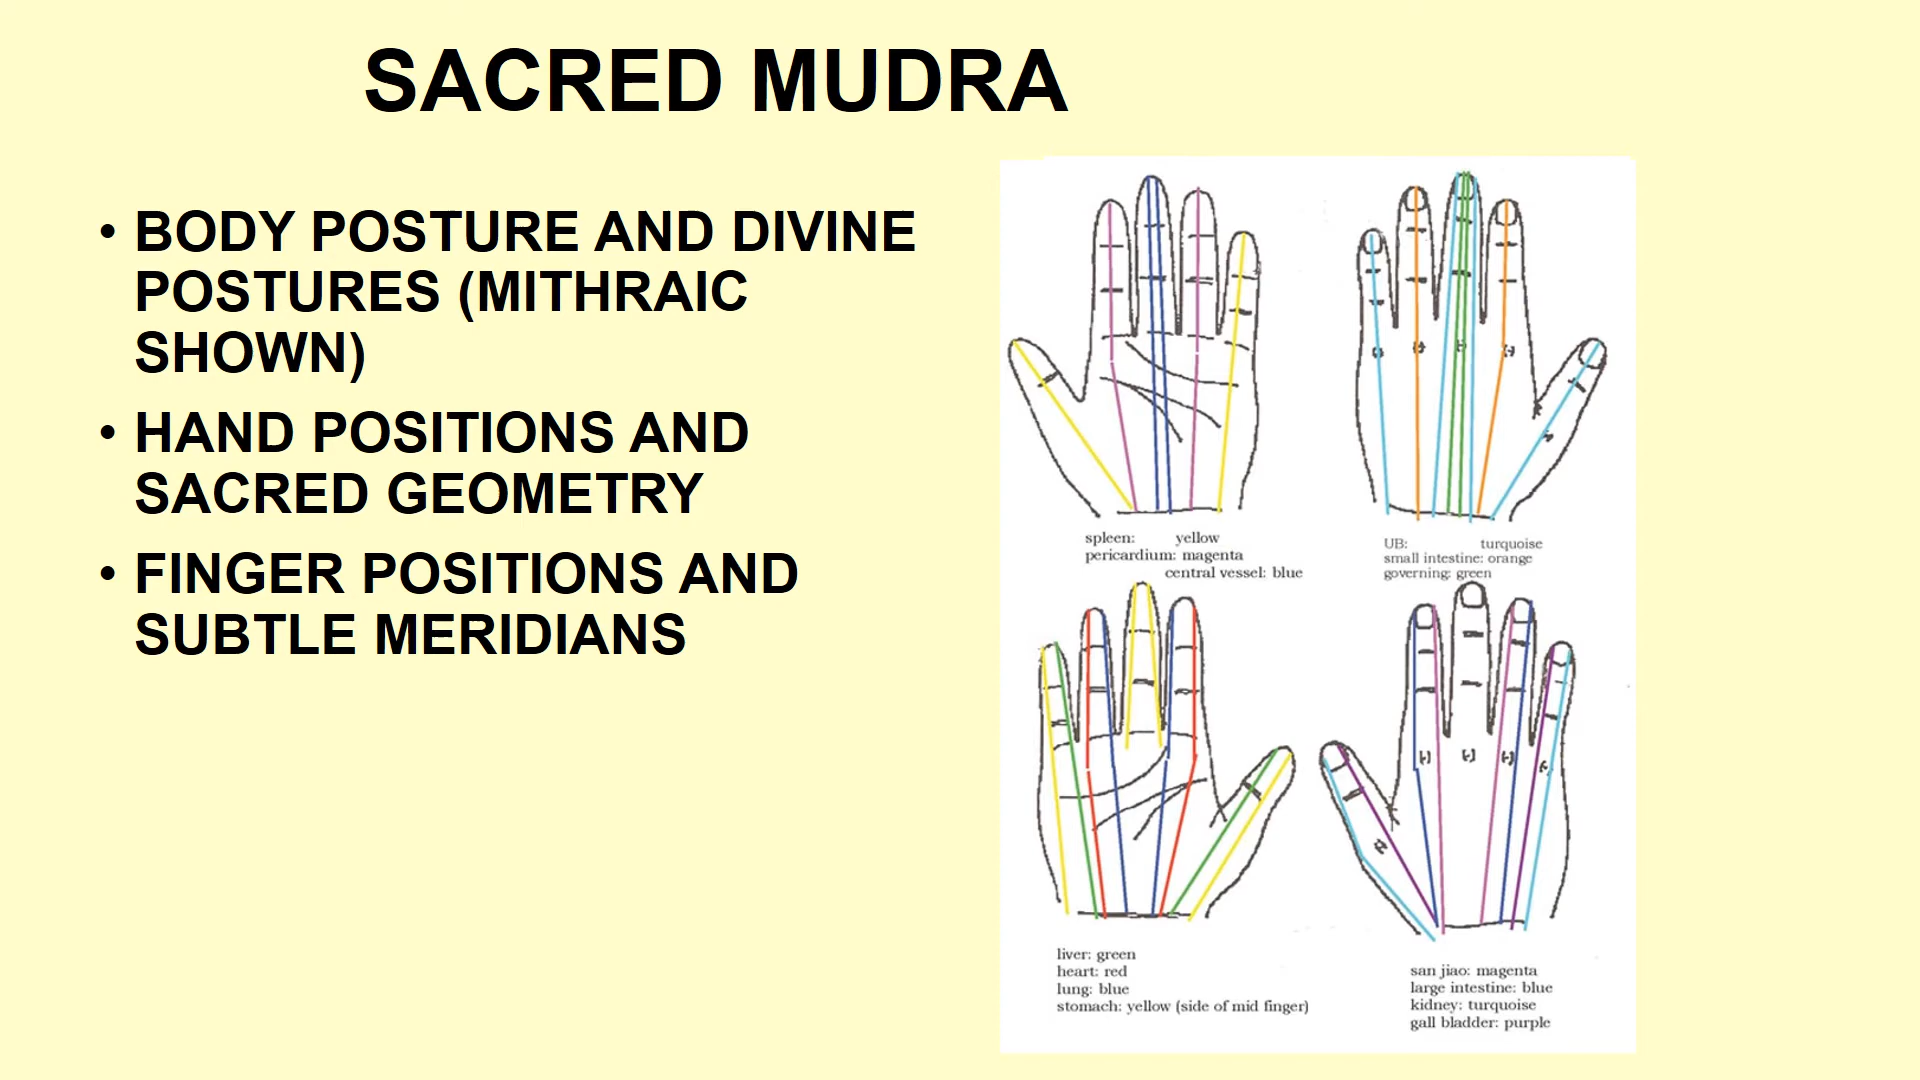 SACRED MUDRA
• BODY POSTURE AND DIVINE
POSTURES (MITHRAIC
SHOWN)
• HAND POSITIONS AND
SACRED GEOMETRY
• FINGER POSITIONS AND
SUBTLE MERIDIANS
spleen: yellow
pericardium: magenta
central vessel: blue
UB: turquoise
small intestine: orange
governing: green
liver: green
heart: red
lung: blue
stomach: yellow (side of mid finger)
san jiao: magenta
large intestine: blue
kidney: turquoise
gall bladder: purple